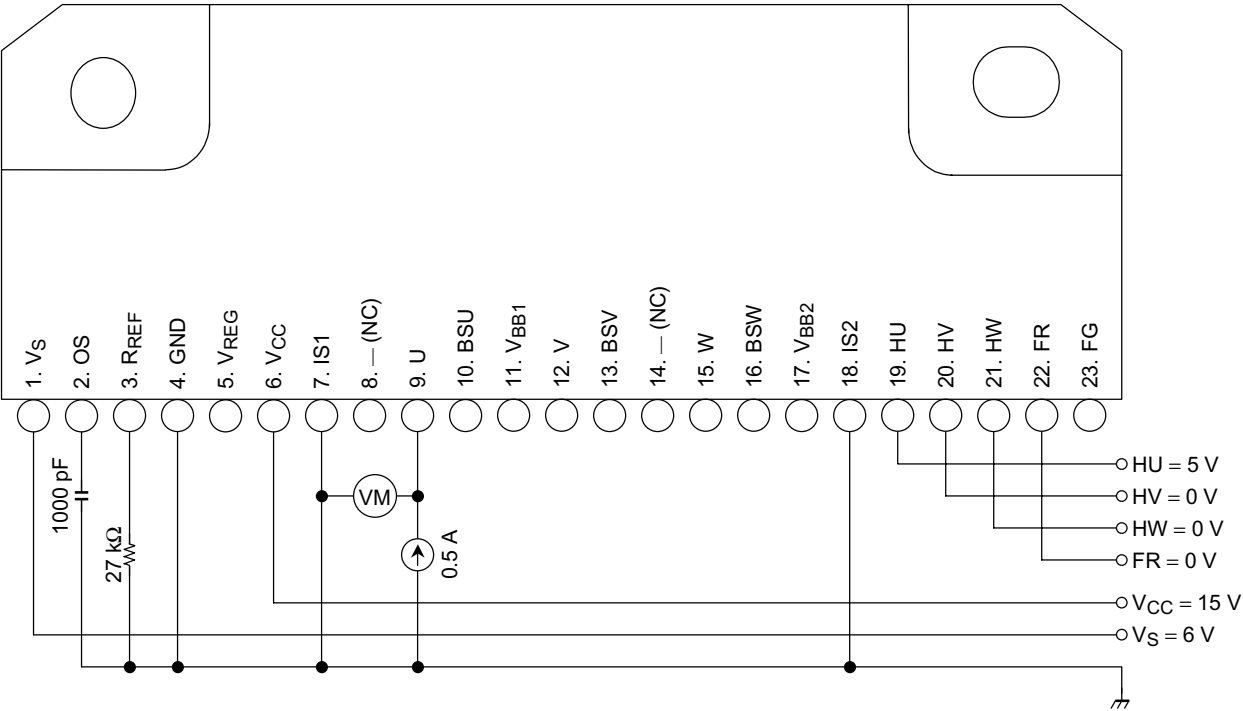 1. VS
2. OS
3. RREF
4. GND
5. VREG
6. VCC
7. IS1
8. — (NC)
9. U
10. BSU
11. VBB1
12. V
13. BSV
14. — (NC)
15. W
16. BSW
17. VBB2
18. IS2
19. HU
20. HV
21. HW
22. FR
23. FG
1000 pF
27 kΩ
VM
0.5 A
HU = 5 V
HV = 0 V
HW = 0 V
FR = 0 V
VCC = 15 V
VS = 6 V